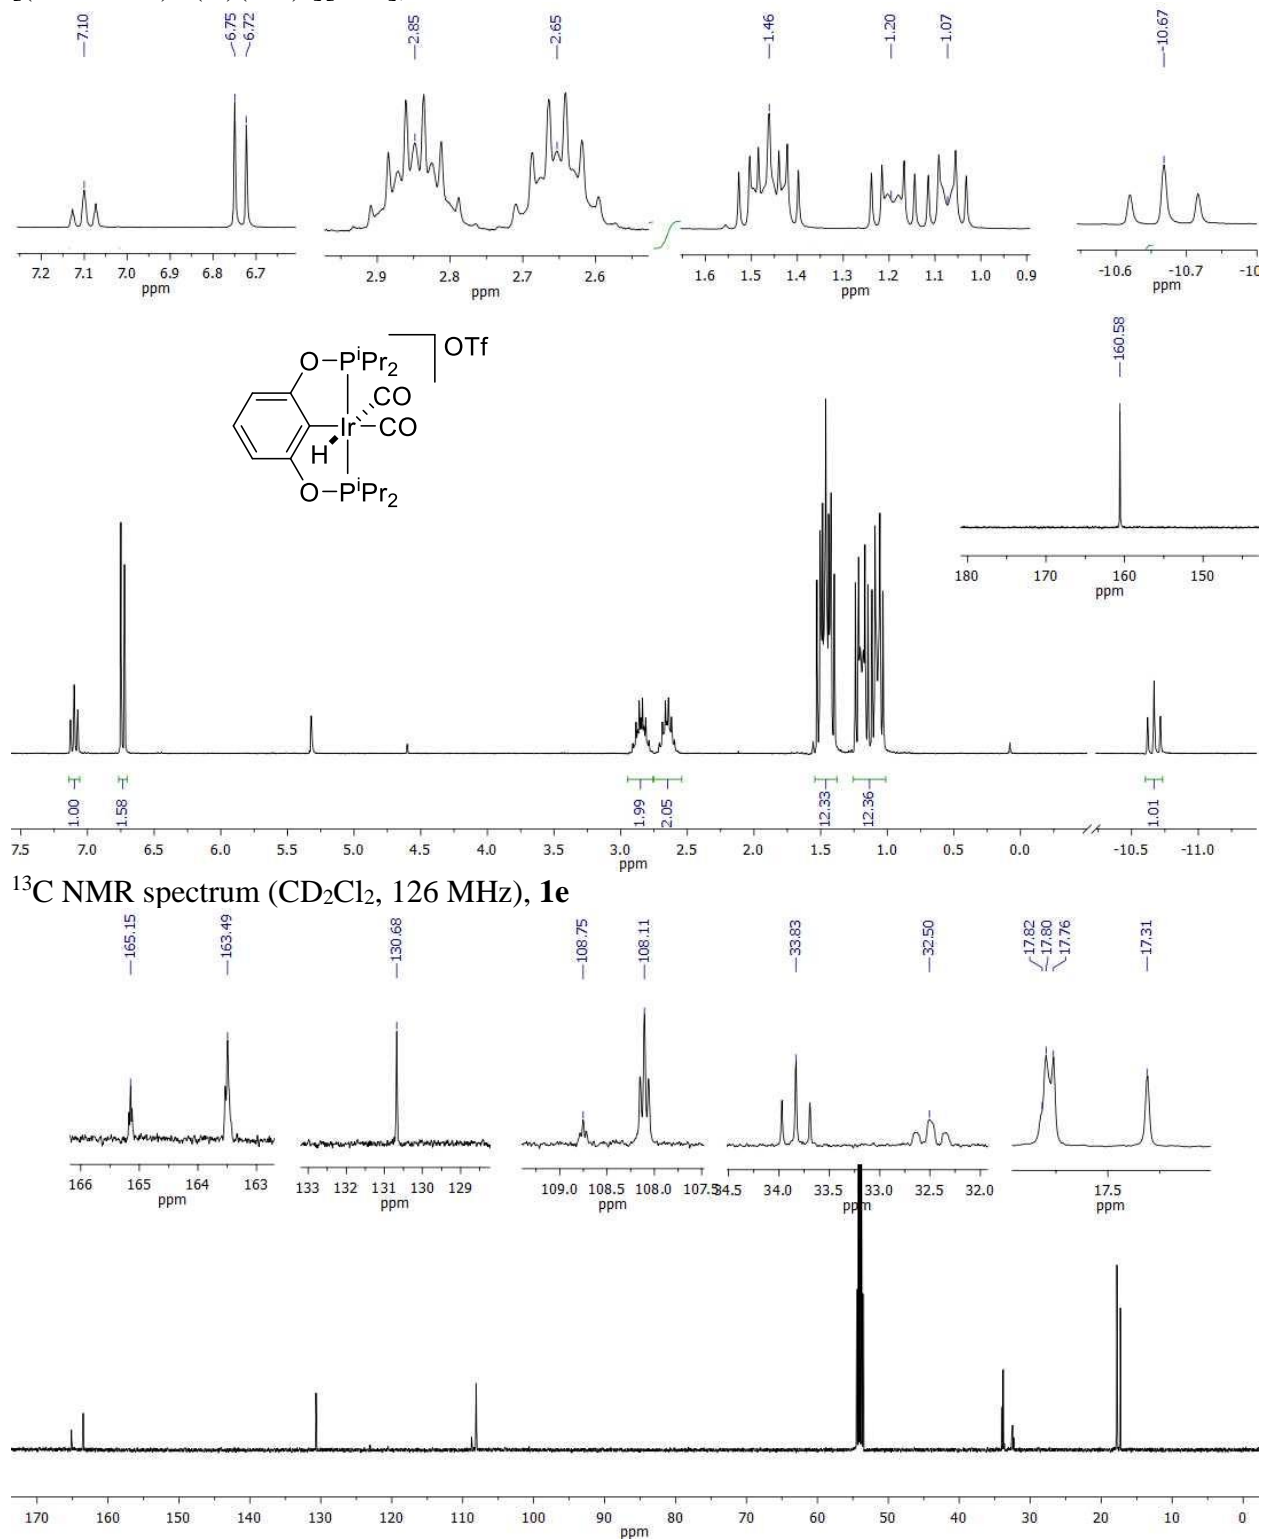 7.10 6.75 6.72 2.85 2.65 1.46 1.20 1.07 -10.67
7.2 7.1 7.0 6.9 6.8 6.7
ppm
2.9 2.8 2.7 2.6
ppm
1.6 1.5 1.4 1.3 1.2 1.1 1.0 0.9
ppm
-10.6 -10.7
ppm
OTf
O–PⁱPr₂
CO
Ir
CO
H
O–PⁱPr₂
160.58
180 170 160 150
ppm
1.00 1.58 1.99 2.05 12.33 12.36 1.01
7.5 7.0 6.5 6.0 5.5 5.0 4.5 4.0 3.5 3.0 2.5 2.0 1.5 1.0 0.5 0.0 -10.5 -11.0
ppm
¹³C NMR spectrum (CD₂Cl₂, 126 MHz), 1e
165.15 163.49 130.68 108.75 108.11 33.83 32.50 17.82 17.80 17.76 17.31
166 165 164 163
ppm
133 132 131 130 129
ppm
109.0 108.5 108.0 107.5
ppm
34.5 34.0 33.5 33.0 32.5 32.0
ppm
17.5
ppm
170 160 150 140 130 120 110 100 90 80 70 60 50 40 30 20 10 0
ppm